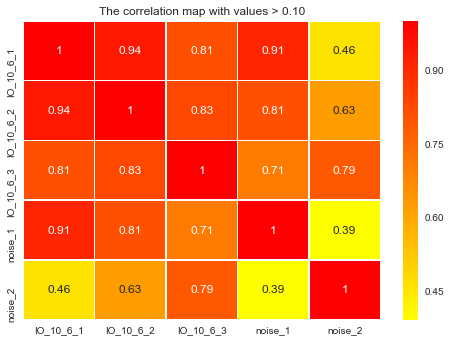 The correlation map with values > 0.10
IO_10_6_1
1
0.94
0.81
0.91
0.46
IO_10_6_2
0.94
1
0.83
0.81
0.63
IO_10_6_3
0.81
0.83
1
0.71
0.79
noise_1
0.91
0.81
0.71
1
0.39
noise_2
0.46
0.63
0.79
0.39
1
IO_10_6_1
IO_10_6_2
IO_10_6_3
noise_1
noise_2
0.90
0.75
0.60
0.45